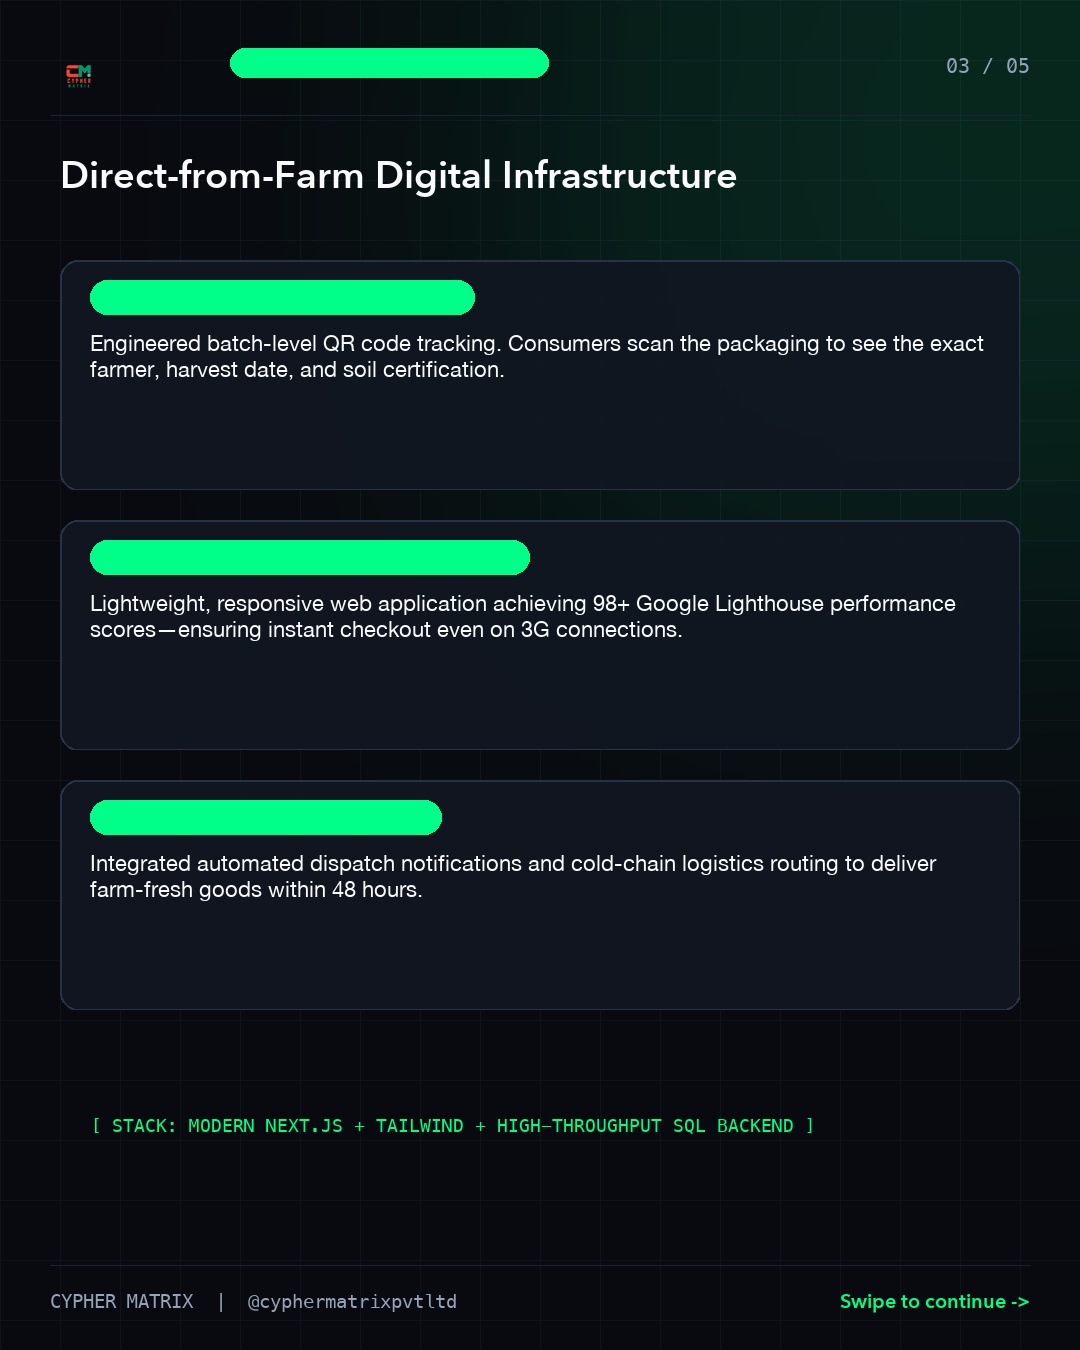 CM
CYPHER
MATRIX
03 / 05
Direct-from-Farm Digital Infrastructure
Engineered batch-level QR code tracking. Consumers scan the packaging to see the exact
farmer, harvest date, and soil certification.
Lightweight, responsive web application achieving 98+ Google Lighthouse performance
scores—ensuring instant checkout even on 3G connections.
Integrated automated dispatch notifications and cold-chain logistics routing to deliver
farm-fresh goods within 48 hours.
[ STACK: MODERN NEXT.JS + TAILWIND + HIGH-THROUGHPUT SQL BACKEND ]
CYPHER MATRIX | @cyphermatrixpvtltd
Swipe to continue ->